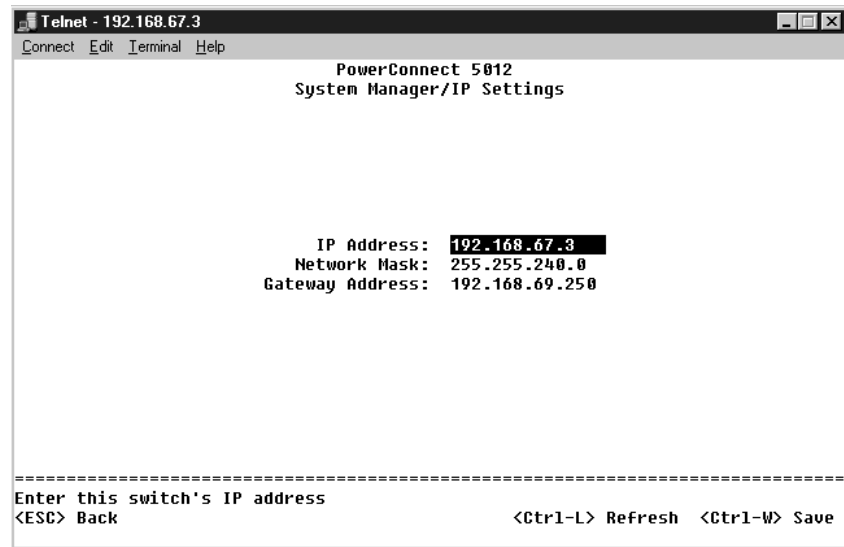 Telnet - 192.168.67.3
Connect Edit Terminal Help
PowerConnect 5012
System Manager/IP Settings
IP Address: 192.168.67.3
Network Mask: 255.255.240.0
Gateway Address: 192.168.69.250
================================================================================
Enter this switch's IP address
<ESC> Back <Ctrl-L> Refresh <Ctrl-W> Save